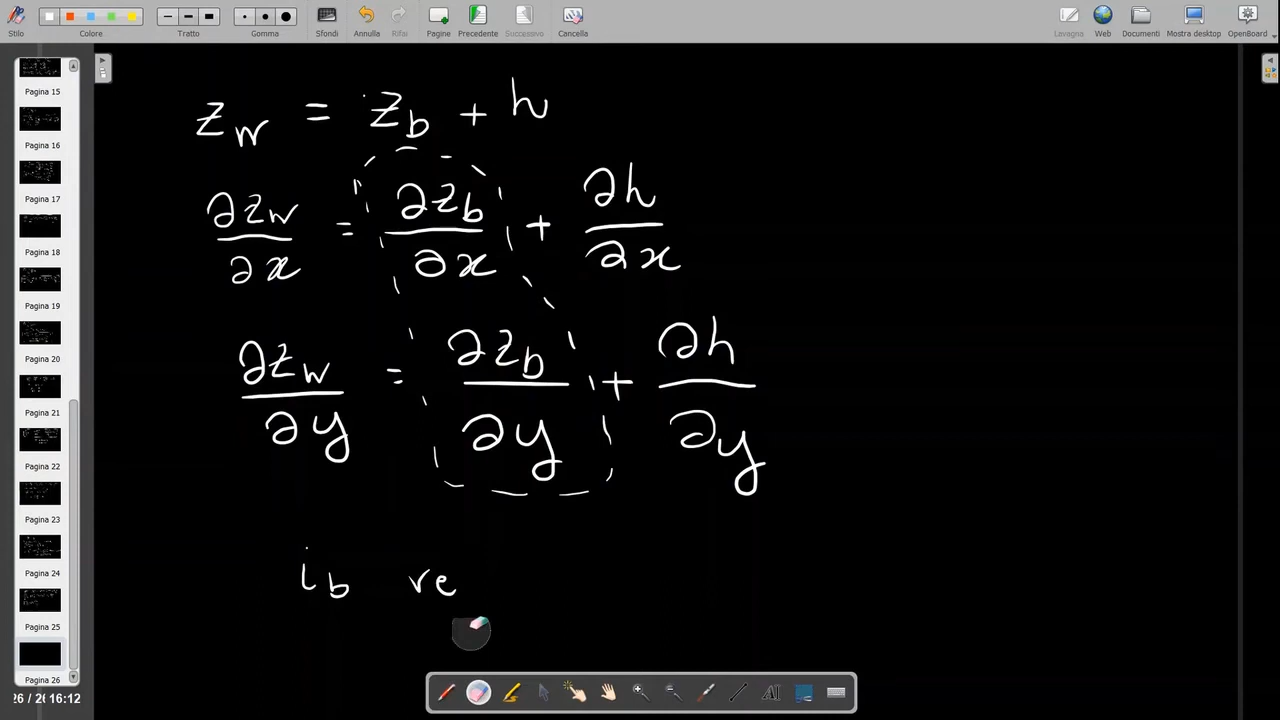 Stilo Colore Tratto Gomma Sfondi Annulla Rifai Pagine Precedente Successivo Cancella Lavagna Web Documenti Mostra desktop OpenBoard
Pagina 15
Pagina 16
Pagina 17
Pagina 18
Pagina 19
Pagina 20
Pagina 21
Pagina 22
Pagina 23
Pagina 24
Pagina 25
Pagina 26
16:12
z_w = z_b + h
∂z_w/∂x = ∂z_b/∂x + ∂h/∂x
∂z_w/∂y = ∂z_b/∂y + ∂h/∂y
i_b re